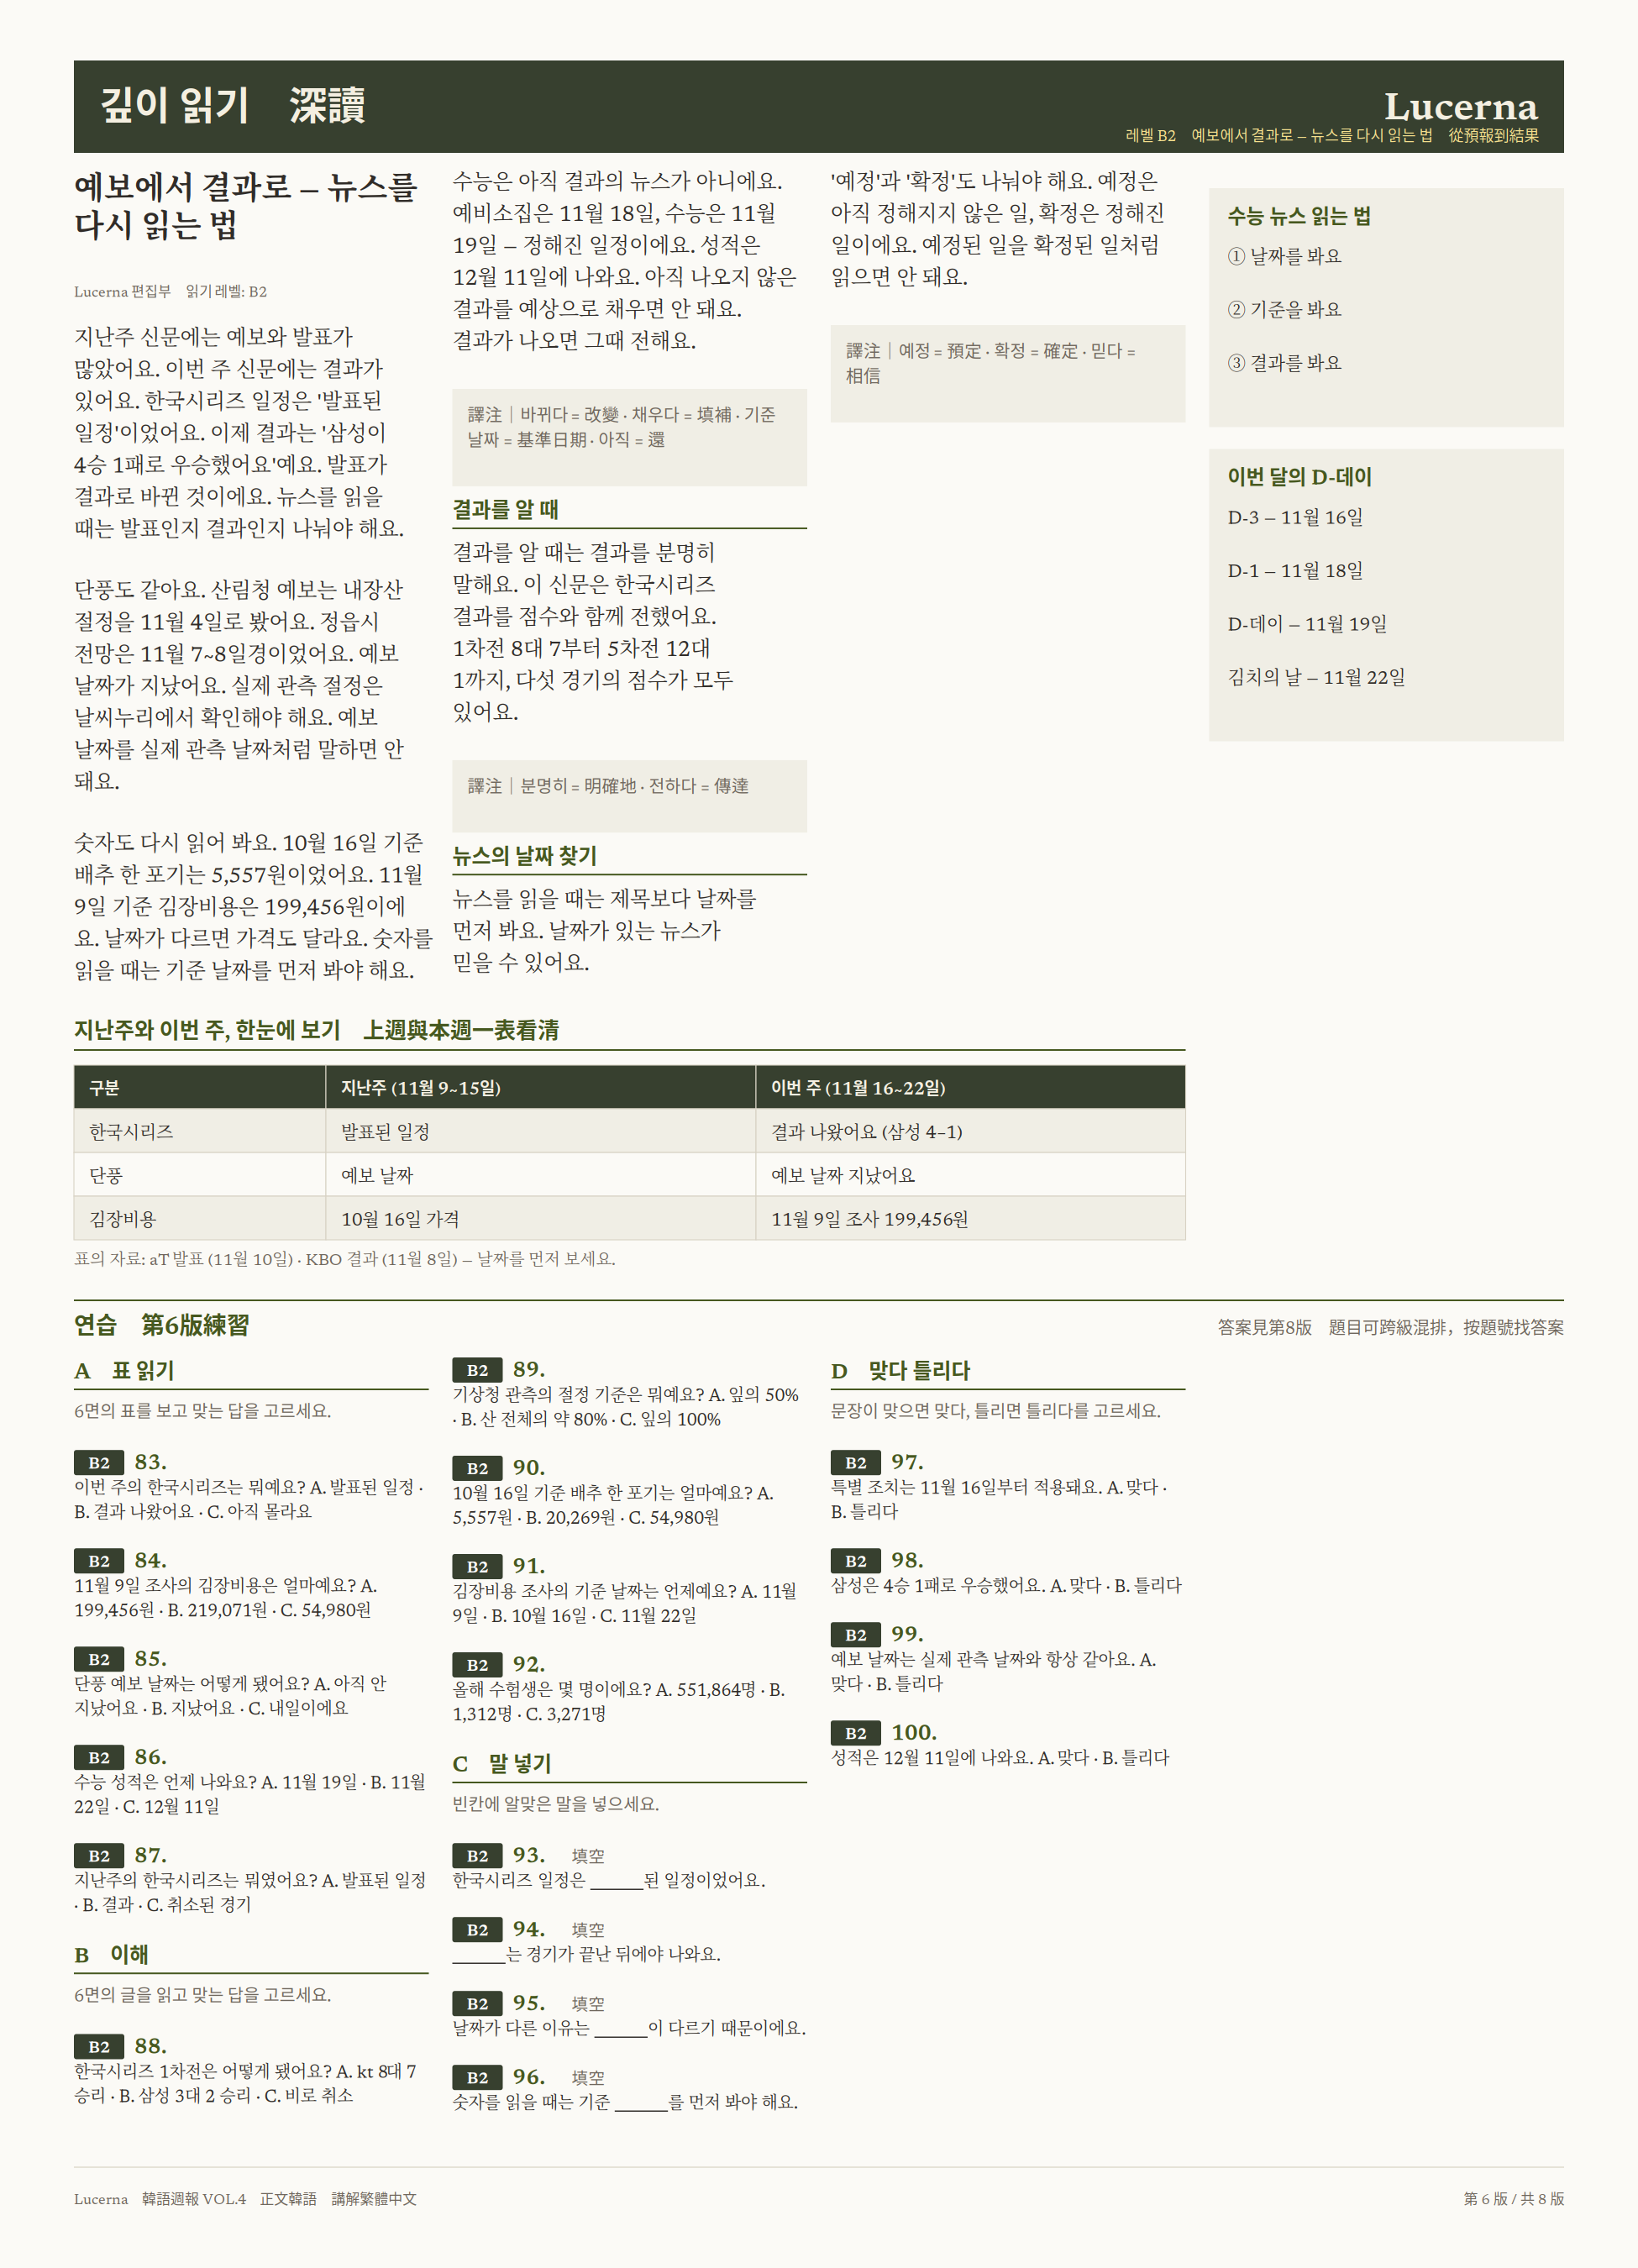 깊이 읽기 深讀
Lucerna
레벨 B2 예보에서 결과로 – 뉴스를 다시 읽는 법 從預報到結果
예보에서 결과로 – 뉴스를
다시 읽는 법
Lucerna 편집부 읽기 레벨: B2
지난주 신문에는 예보와 발표가
많았어요. 이번 주 신문에는 결과가
있어요. 한국시리즈 일정은 '발표된
일정'이었어요. 이제 결과는 '삼성이
4승 1패로 우승했어요'예요. 발표가
결과로 바뀐 것이에요. 뉴스를 읽을
때는 발표인지 결과인지 나눠야 해요.
단풍도 같아요. 산림청 예보는 내장산
절정을 11월 4일로 봤어요. 정읍시
전망은 11월 7~8일경이었어요. 예보
날짜가 지났어요. 실제 관측 절정은
날씨누리에서 확인해야 해요. 예보
날짜를 실제 관측 날짜처럼 말하면 안
돼요.
숫자도 다시 읽어 봐요. 10월 16일 기준
배추 한 포기는 5,557원이었어요. 11월
9일 기준 김장비용은 199,456원이에
요. 날짜가 다르면 가격도 달라요. 숫자를
읽을 때는 기준 날짜를 먼저 봐야 해요.
수능은 아직 결과의 뉴스가 아니에요.
예비소집은 11월 18일, 수능은 11월
19일 – 정해진 일정이에요. 성적은
12월 11일에 나와요. 아직 나오지 않은
결과를 예상으로 채우면 안 돼요.
결과가 나오면 그때 전해요.
譯注｜바뀌다 = 改變 · 채우다 = 填補 · 기준
날짜 = 基準日期 · 아직 = 還
결과를 알 때
결과를 알 때는 결과를 분명히
말해요. 이 신문은 한국시리즈
결과를 점수와 함께 전했어요.
1차전 8대 7부터 5차전 12대
1까지, 다섯 경기의 점수가 모두
있어요.
譯注｜분명히 = 明確地 · 전하다 = 傳達
뉴스의 날짜 찾기
뉴스를 읽을 때는 제목보다 날짜를
먼저 봐요. 날짜가 있는 뉴스가
믿을 수 있어요.
'예정'과 '확정'도 나눠야 해요. 예정은
아직 정해지지 않은 일, 확정은 정해진
일이에요. 예정된 일을 확정된 일처럼
읽으면 안 돼요.
譯注｜예정 = 預定 · 확정 = 確定 · 믿다 =
相信
수능 뉴스 읽는 법
① 날짜를 봐요
② 기준을 봐요
③ 결과를 봐요
이번 달의 D-데이
D-3 – 11월 16일
D-1 – 11월 18일
D-데이 – 11월 19일
김치의 날 – 11월 22일
지난주와 이번 주, 한눈에 보기 上週與本週一表看清
구분 지난주 (11월 9~15일) 이번 주 (11월 16~22일)
한국시리즈 발표된 일정 결과 나왔어요 (삼성 4–1)
단풍 예보 날짜 예보 날짜 지났어요
김장비용 10월 16일 가격 11월 9일 조사 199,456원
표의 자료: aT 발표 (11월 10일) · KBO 결과 (11월 8일) – 날짜를 먼저 보세요.
연습 第6版練習
答案見第8版 題目可跨級混排，按題號找答案
A 표 읽기
6면의 표를 보고 맞는 답을 고르세요.
B2 83.
이번 주의 한국시리즈는 뭐예요? A. 발표된 일정 ·
B. 결과 나왔어요 · C. 아직 몰라요
B2 84.
11월 9일 조사의 김장비용은 얼마예요? A.
199,456원 · B. 219,071원 · C. 54,980원
B2 85.
단풍 예보 날짜는 어떻게 됐어요? A. 아직 안
지났어요 · B. 지났어요 · C. 내일이에요
B2 86.
수능 성적은 언제 나와요? A. 11월 19일 · B. 11월
22일 · C. 12월 11일
B2 87.
지난주의 한국시리즈는 뭐였어요? A. 발표된 일정
· B. 결과 · C. 취소된 경기
B 이해
6면의 글을 읽고 맞는 답을 고르세요.
B2 88.
한국시리즈 1차전은 어떻게 됐어요? A. kt 8대 7
승리 · B. 삼성 3대 2 승리 · C. 비로 취소
B2 89.
기상청 관측의 절정 기준은 뭐예요? A. 잎의 50%
· B. 산 전체의 약 80% · C. 잎의 100%
B2 90.
10월 16일 기준 배추 한 포기는 얼마예요? A.
5,557원 · B. 20,269원 · C. 54,980원
B2 91.
김장비용 조사의 기준 날짜는 언제예요? A. 11월
9일 · B. 10월 16일 · C. 11월 22일
B2 92.
올해 수험생은 몇 명이에요? A. 551,864명 · B.
1,312명 · C. 3,271명
C 말 넣기
빈칸에 알맞은 말을 넣으세요.
B2 93. 填空
한국시리즈 일정은 ______된 일정이었어요.
B2 94. 填空
______는 경기가 끝난 뒤에야 나와요.
B2 95. 填空
날짜가 다른 이유는 ______이 다르기 때문이에요.
B2 96. 填空
숫자를 읽을 때는 기준 ______를 먼저 봐야 해요.
D 맞다 틀리다
문장이 맞으면 맞다, 틀리면 틀리다를 고르세요.
B2 97.
특별 조치는 11월 16일부터 적용돼요. A. 맞다 ·
B. 틀리다
B2 98.
삼성은 4승 1패로 우승했어요. A. 맞다 · B. 틀리다
B2 99.
예보 날짜는 실제 관측 날짜와 항상 같아요. A.
맞다 · B. 틀리다
B2 100.
성적은 12월 11일에 나와요. A. 맞다 · B. 틀리다
Lucerna 韓語週報 VOL.4 正文韓語 講解繁體中文
第 6 版 / 共 8 版